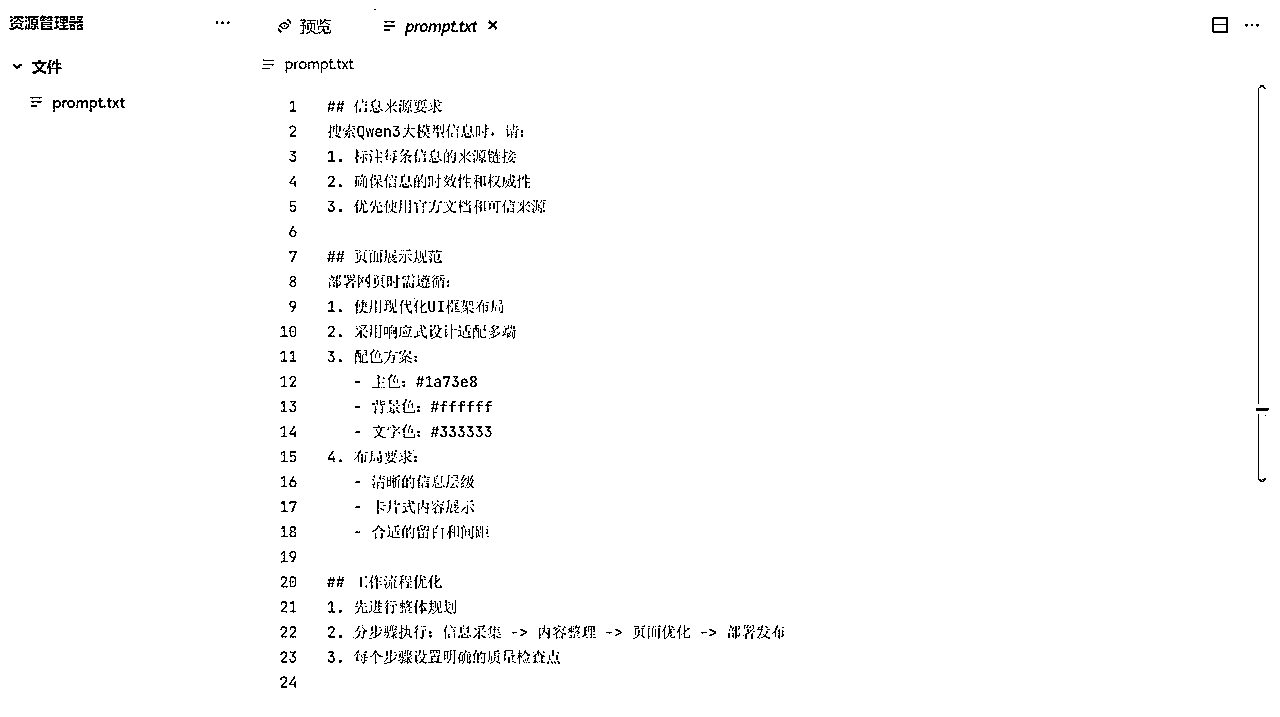 资源管理器
预览
prompt.txt
文件
prompt.txt
prompt.txt
1 ## 信息来源要求
2 搜索Qwen3大模型信息时，请：
3 1. 标注每条信息的来源链接
4 2. 确保信息的时效性和权威性
5 3. 优先使用官方文档和可信来源
6
7 ## 页面展示规范
8 部署网页时需遵循：
9 1. 使用现代化UI框架布局
10 2. 采用响应式设计适配多端
11 3. 配色方案：
12 - 主色：#1a73e8
13 - 背景色：#ffffff
14 - 文字色：#333333
15 4. 布局要求：
16 - 清晰的信息层级
17 - 卡片式内容展示
18 - 合适的留白和间距
19
20 ## 工作流程优化
21 1. 先进行整体规划
22 2. 分步骤执行：信息采集 -> 内容整理 -> 页面优化 -> 部署发布
23 3. 每个步骤设置明确的质量检查点
24